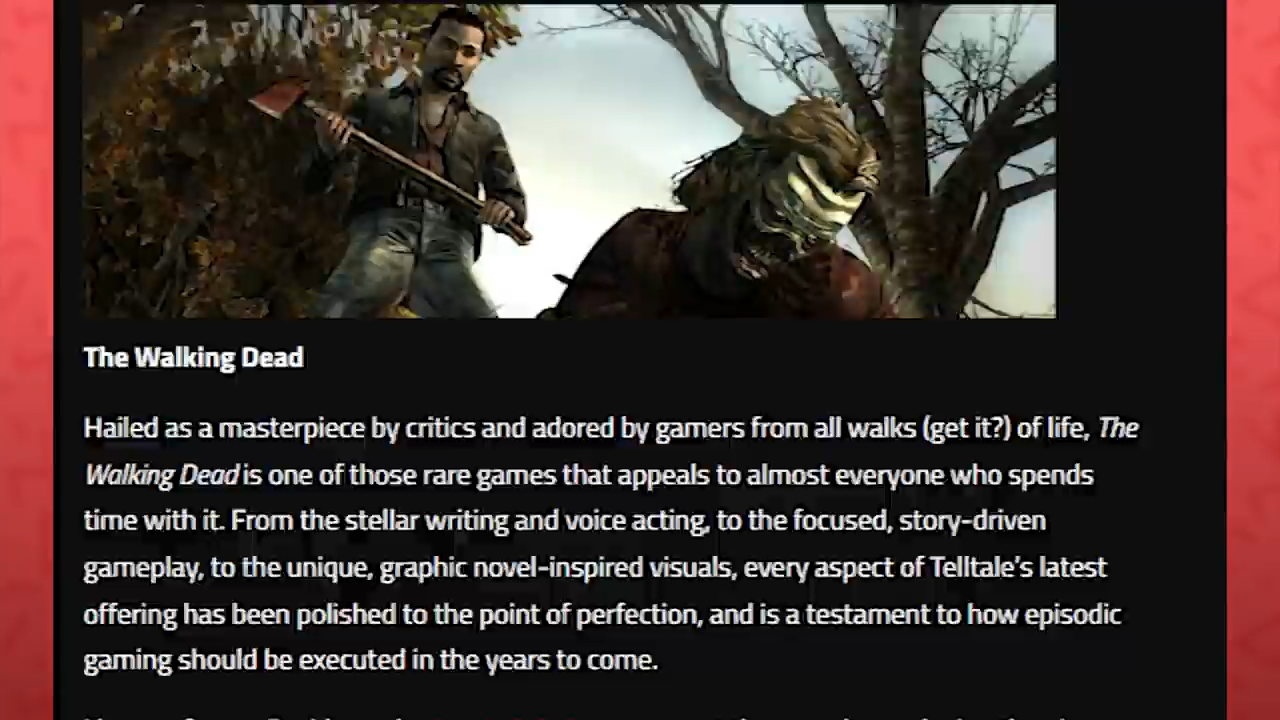 The Walking Dead
Hailed as a masterpiece by critics and adored by gamers from all walks (get it?) of life, The
Walking Dead is one of those rare games that appeals to almost everyone who spends
time with it. From the stellar writing and voice acting, to the focused, story-driven
gameplay, to the unique, graphic novel-inspired visuals, every aspect of Telltale's latest
offering has been polished to the point of perfection, and is a testament to how episodic
gaming should be executed in the years to come.